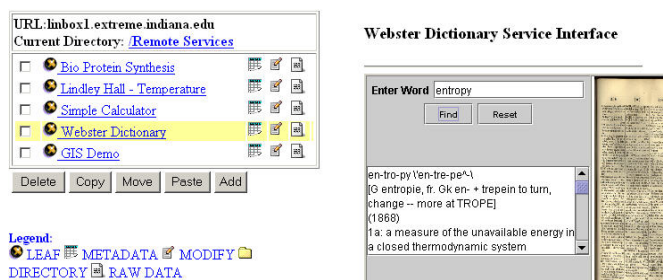 URL:linbox1.extreme.indiana.edu
Current Directory: /Remote Services
Bio Protein Synthesis
Lindley Hall - Temperature
Simple Calculator
Webster Dictionary
GIS Demo
Delete Copy Move Paste Add
Legend:
LEAF METADATA MODIFY
DIRECTORY RAW DATA
Webster Dictionary Service Interface
Enter Word entropy
Find Reset
en-tro-py \'en-tre-pe^-\
[G entropie, fr. Gk en- + trepein to turn,
change -- more at TROPE]
(1868)
1a: a measure of the unavailable energy in
a closed thermodynamic system